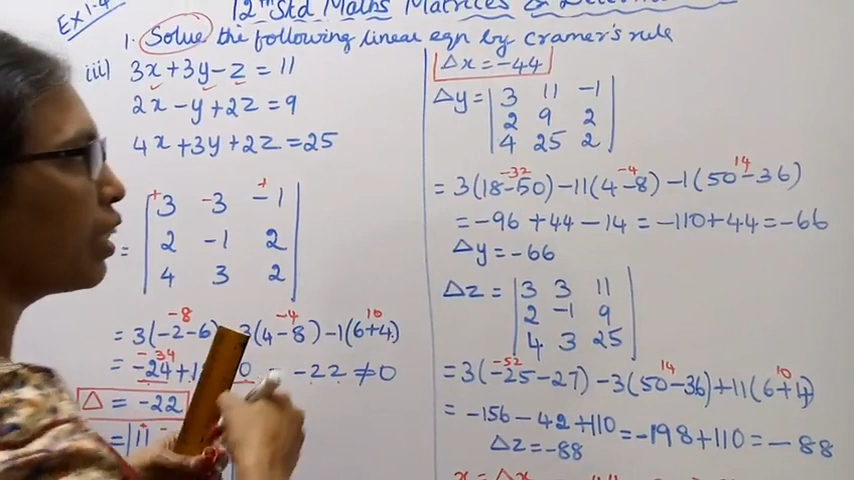 Ex 1.4
12th Std Maths Matrices &
1. Solve the following linear eqn by cramer's rule
iii) 3x+3y-z = 11
2x-y+2z = 9
4x+3y+2z = 25
+ - +
3 3 -1
= 2 -1 2
4 3 2
-8 -4 10
= 3(-2-6) 3(4-8) -1(6+4)
-34
= -24+1 0 -22 ≠0
Δ = -22
= 11
Δx = -44
Δy = 3 11 -1
2 9 2
4 25 2
-32 -4 14
= 3(18-50) -11(4-8) -1(50-36)
= -96 +44 -14 = -110+44 = -66
Δy = -66
Δz = 3 3 11
2 -1 9
4 3 25
-52 14 10
= 3(-25-27) -3(50-36)+11(6+4)
= -156 -42 +110 = -198+110 = -88
Δz = -88
x = Δx